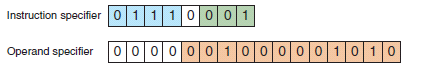 Instruction specifier 0 1 1 1 0 0 0 1
Operand specifier 0 0 0 0 0 0 1 0 0 0 0 0 1 0 1 0